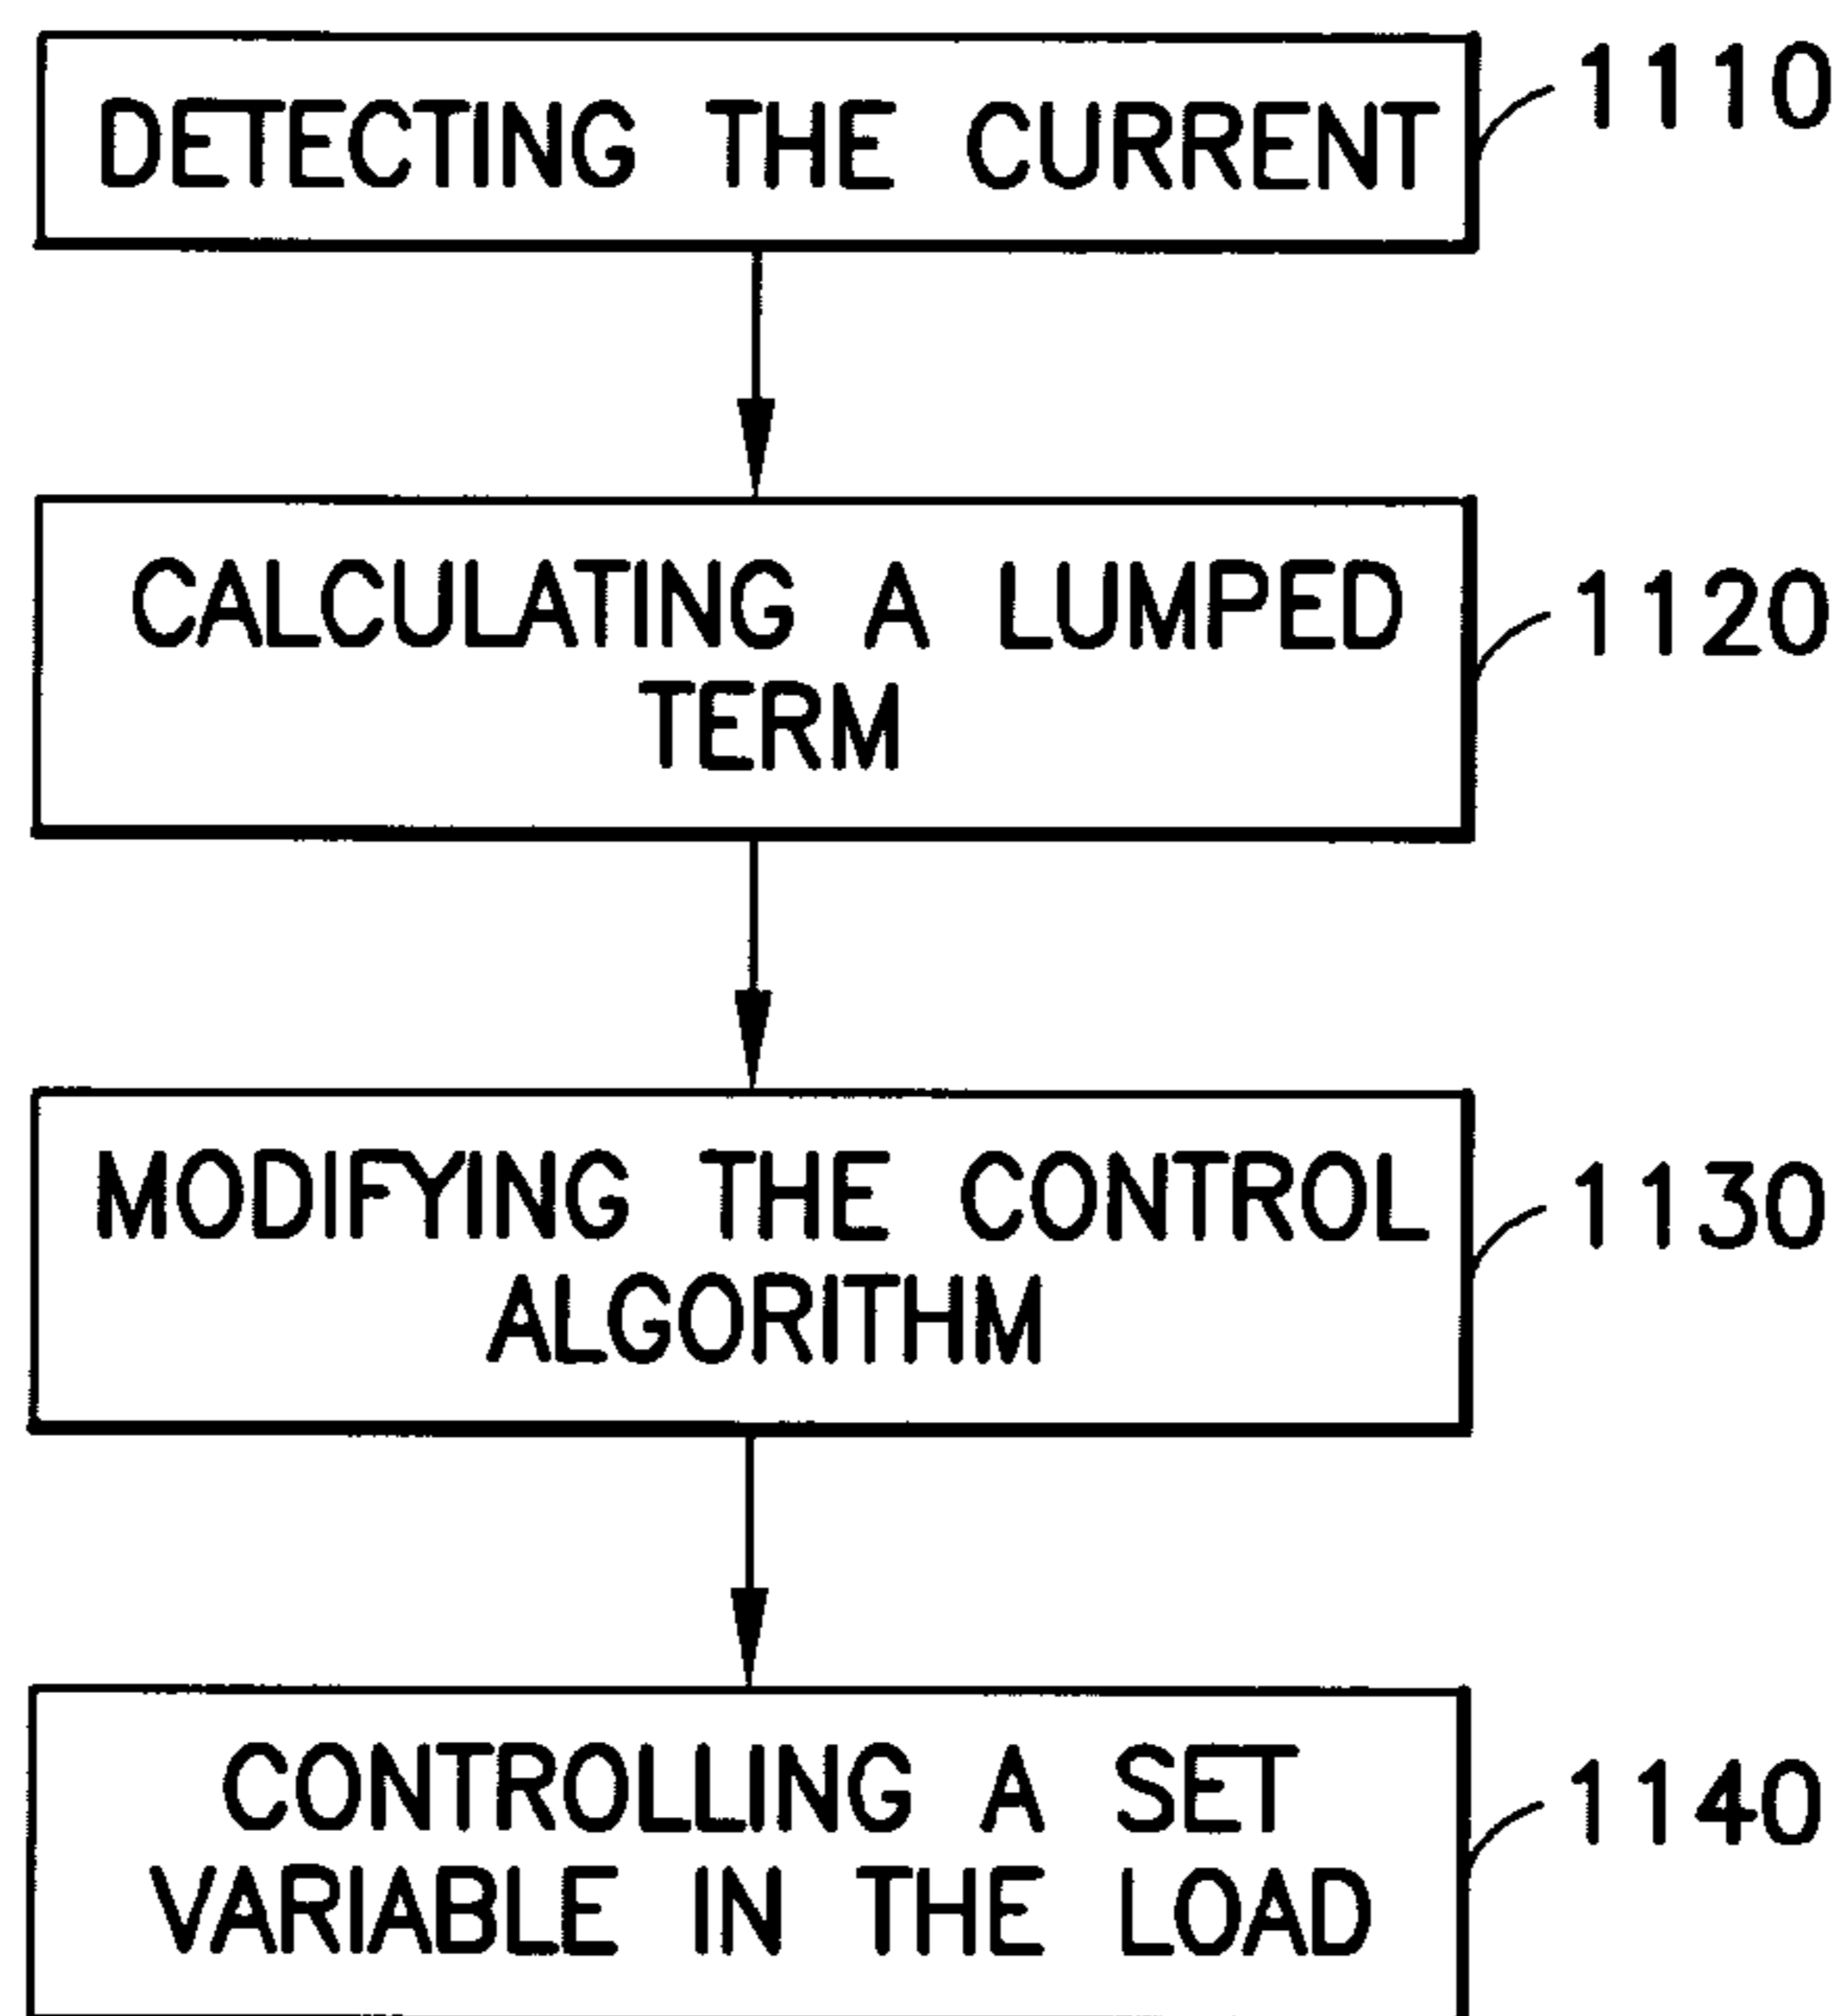 DETECTING THE CURRENT
1110
CALCULATING A LUMPED
TERM
1120
MODIFYING THE CONTROL
ALGORITHM
1130
CONTROLLING A SET
VARIABLE IN THE LOAD
1140